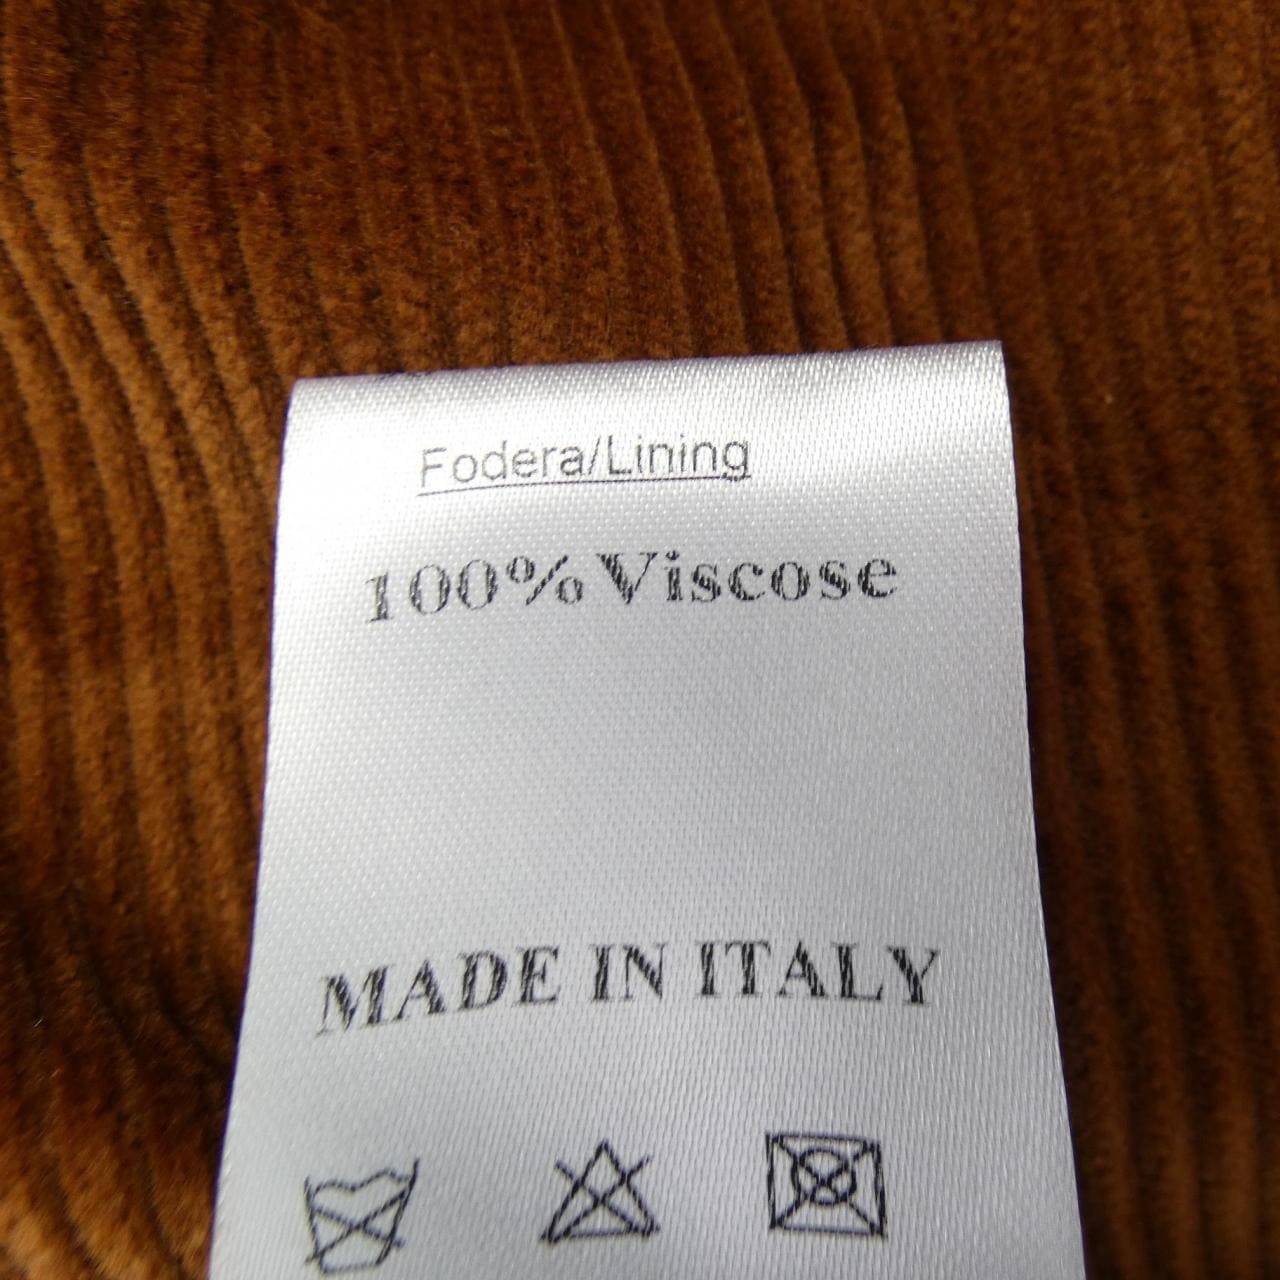 Fodera/Lining
100% Viscose
MADE IN ITALY